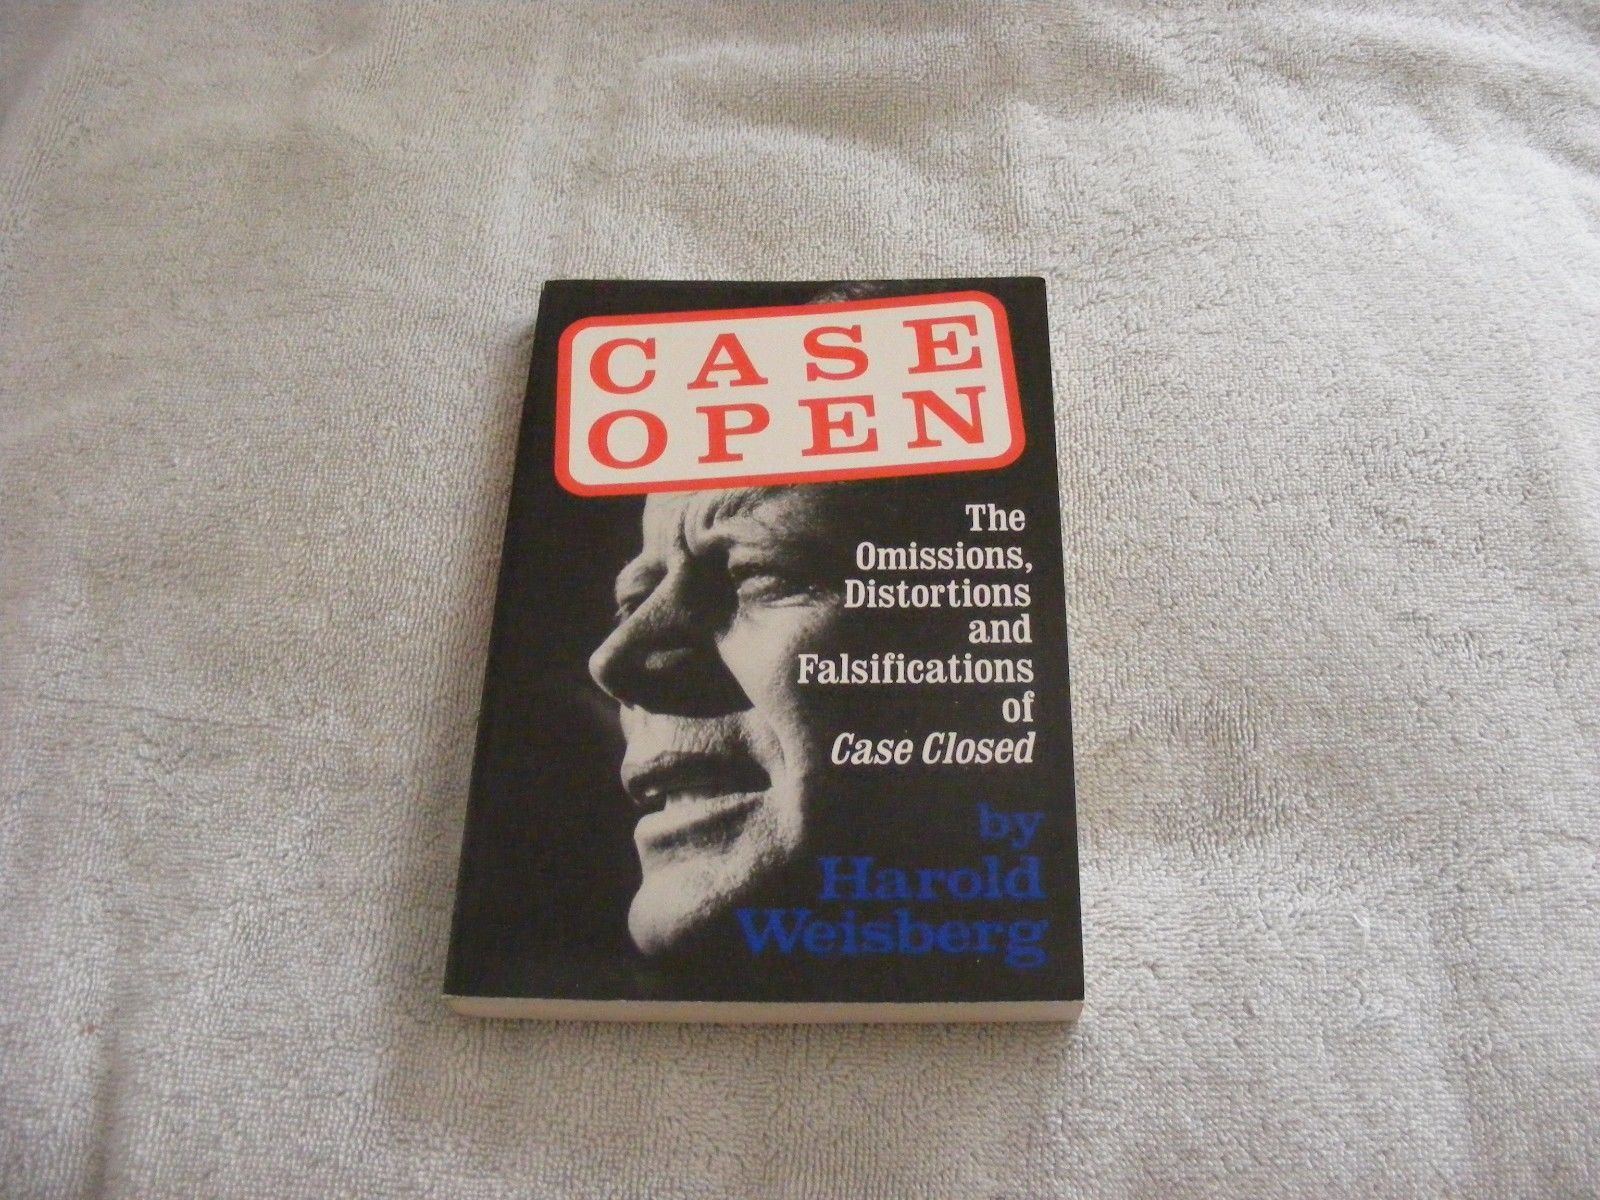 CASE
OPEN
The
Omissions,
Distortions
and
Falsifications
of
Case Closed
by
Harold
Weisberg